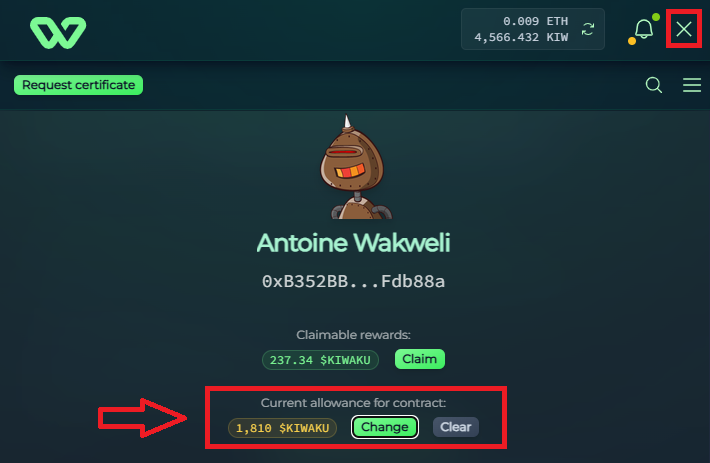 0.009 ETH
4,566.432 KIW
Request certificate
Antoine Wakweli
0xB352BB...Fdb88a
Claimable rewards:
237.34 $KIWAKU Claim
Current allowance for contract:
1,810 $KIWAKU Change Clear